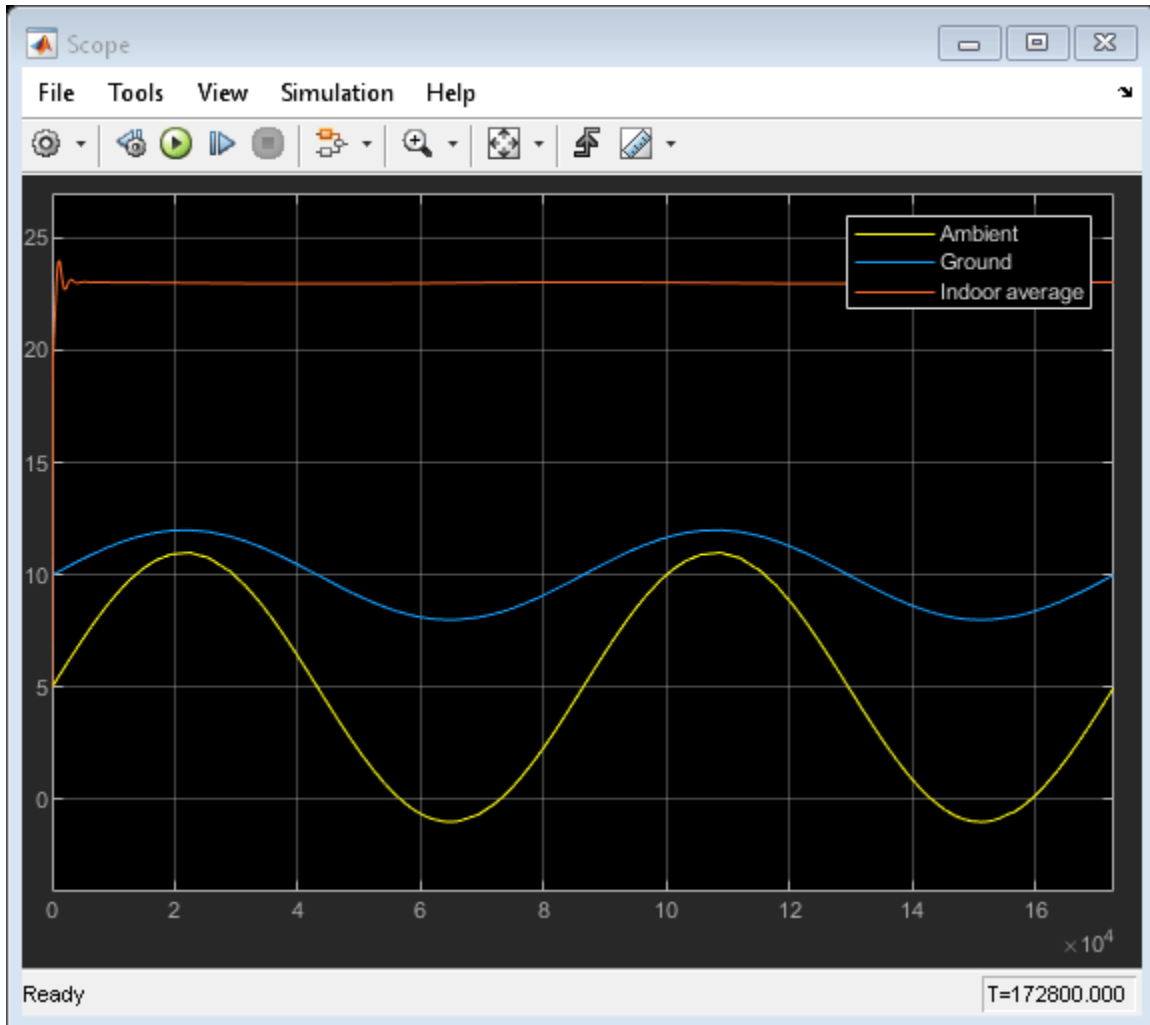 Scope
File Tools View Simulation Help
25
20
15
10
5
0
Ambient
Ground
Indoor average
0 2 4 6 8 10 12 14 16
×10⁴
Ready T=172800.000